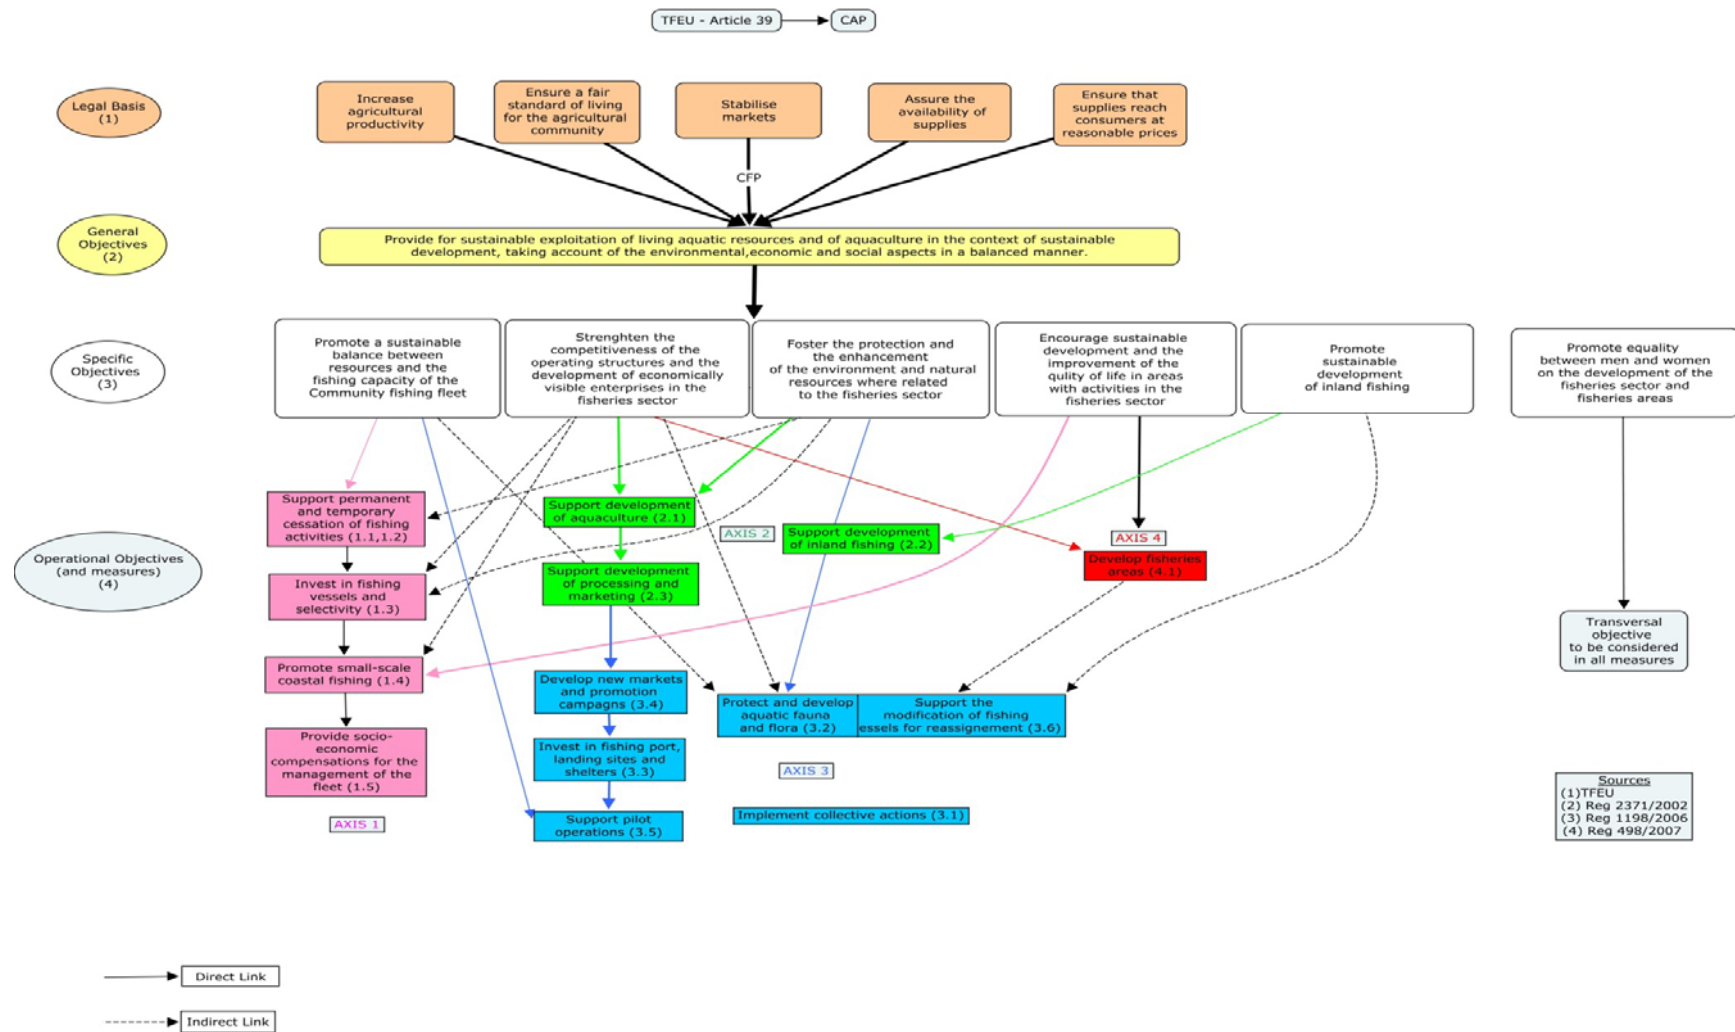 TFEU - Article 39
CAP
Legal Basis
(1)
Increase
agricultural
productivity
Ensure a fair
standard of living
for the agricultural
community
Stabilise
markets
Assure the
availability of
supplies
Ensure that
supplies reach
consumers at
reasonable prices
CFP
General
Objectives
(2)
Provide for sustainable exploitation of living aquatic resources and of aquaculture in the context of sustainable
development, taking account of the environmental,economic and social aspects in a balanced manner.
Specific
Objectives
(3)
Promote a sustainable
balance between
resources and the
fishing capacity of the
Community fishing fleet
Strenghten the
competitiveness of the
operating structures and the
development of economically
visible enterprises in the
fisheries sector
Foster the protection and
the enhancement
of the environment and natural
resources where related
to the fisheries sector
Encourage sustainable
development and the
improvement of the
qulity of life in areas
with activities in the
fisheries sector
Promote
sustainable
development
of inland fishing
Promote equality
between men and women
on the development of the
fisheries sector and
fisheries areas
Operational Objectives
(and measures)
(4)
Support permanent
and temporary
cessation of fishing
activities (1.1,1.2)
Invest in fishing
vessels and
selectivity (1.3)
Promote small-scale
coastal fishing (1.4)
Provide socio-
economic
compensations for the
management of the
fleet (1.5)
AXIS 1
Support development
of aquaculture (2.1)
Support development
of processing and
marketing (2.3)
AXIS 2
Support development
of inland fishing (2.2)
Develop new markets
and promotion
campagns (3.4)
Invest in fishing port,
landing sites and
shelters (3.3)
Support pilot
operations (3.5)
Protect and develop
aquatic fauna
and flora (3.2)
Support the
modification of fishing
essels for reassignement (3.6)
AXIS 3
Implement collective actions (3.1)
AXIS 4
Develop fisheries
areas (4.1)
Transversal
objective
to be considered
in all measures
Sources
(1)TFEU
(2) Reg 2371/2002
(3) Reg 1198/2006
(4) Reg 498/2007
Direct Link
Indirect Link